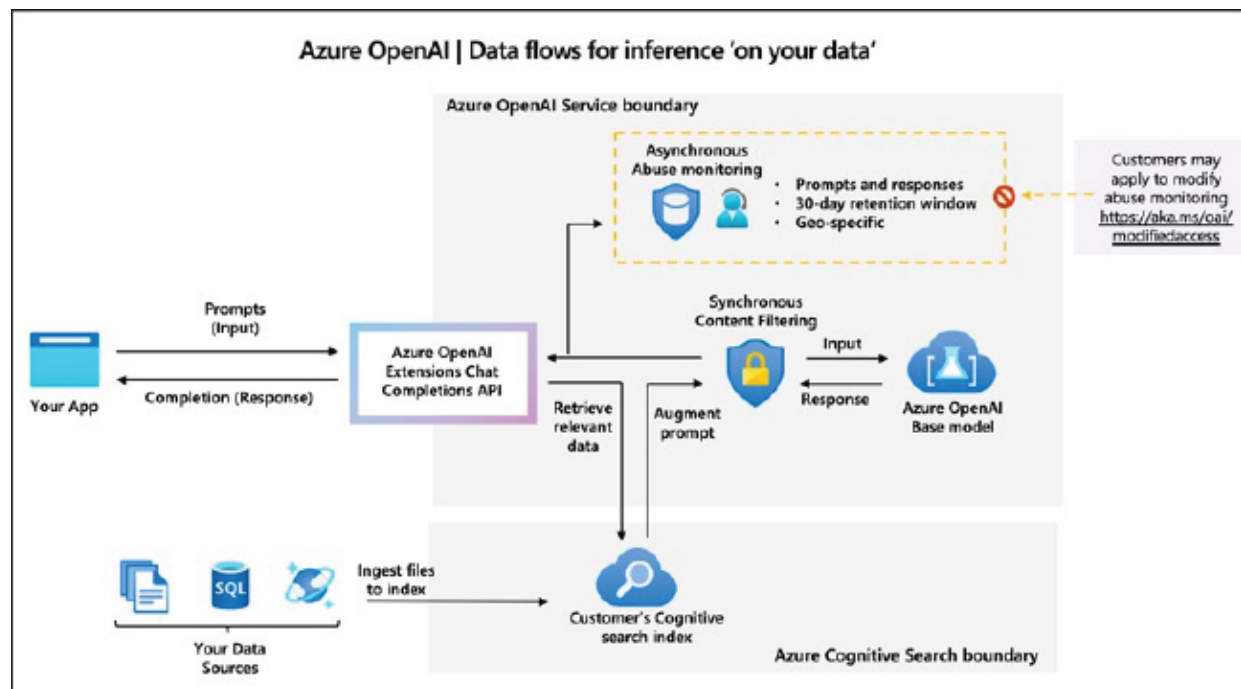 Azure OpenAI | Data flows for inference ‘on your data’
Azure OpenAI Service boundary
Asynchronous
Abuse monitoring
• Prompts and responses
• 30-day retention window
• Geo-specific
Customers may
apply to modify
abuse monitoring
https://aka.ms/oai/
modifiedaccess
Prompts
(Input)
Synchronous
Content Filtering
Azure OpenAI
Extensions Chat
Completions API
Input
Response
Your App
Completion (Response)
Retrieve
relevant
data
Augment
prompt
Azure OpenAI
Base model
SQL
Ingest files
to index
Your Data
Sources
Customer's Cognitive
search index
Azure Cognitive Search boundary